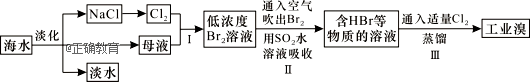 海水
淡化
NaCl
Cl₂
母液
淡水
@正确教育
I
低浓度
Br₂溶液
通入空气
吹出Br₂
用SO₂水
溶液吸收
II
含HBr等
物质的溶液
通入适量Cl₂
蒸馏
III
工业溴